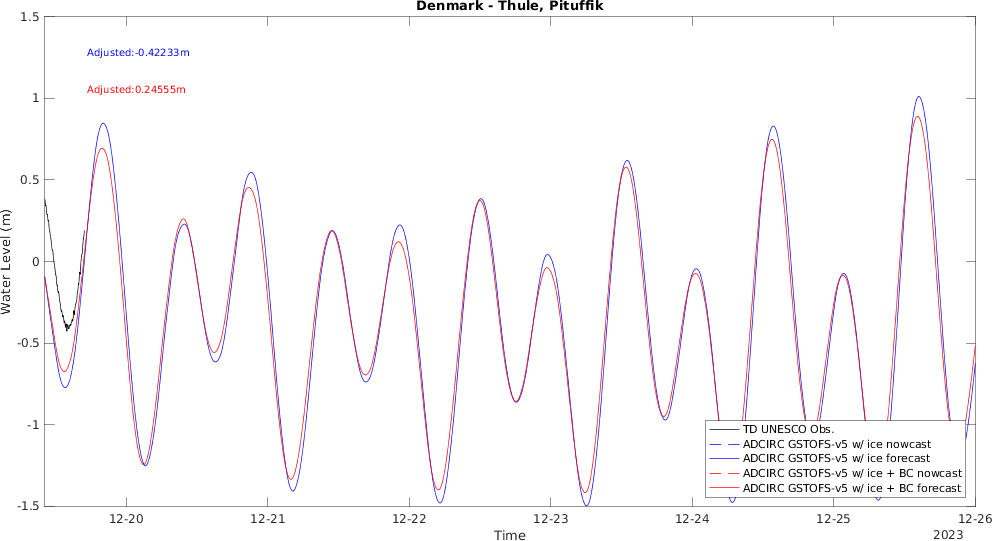 Denmark - Thule, Pituffik
1.5
1
0.5
0
-0.5
-1
-1.5
Water Level (m)
Adjusted:-0.42233m
Adjusted:0.24555m
TD UNESCO Obs.
ADCIRC GSTOFS-v5 w/ ice nowcast
ADCIRC GSTOFS-v5 w/ ice forecast
ADCIRC GSTOFS-v5 w/ ice + BC nowcast
ADCIRC GSTOFS-v5 w/ ice + BC forecast
12-20 12-21 12-22 12-23 12-24 12-25 12-26
Time
2023